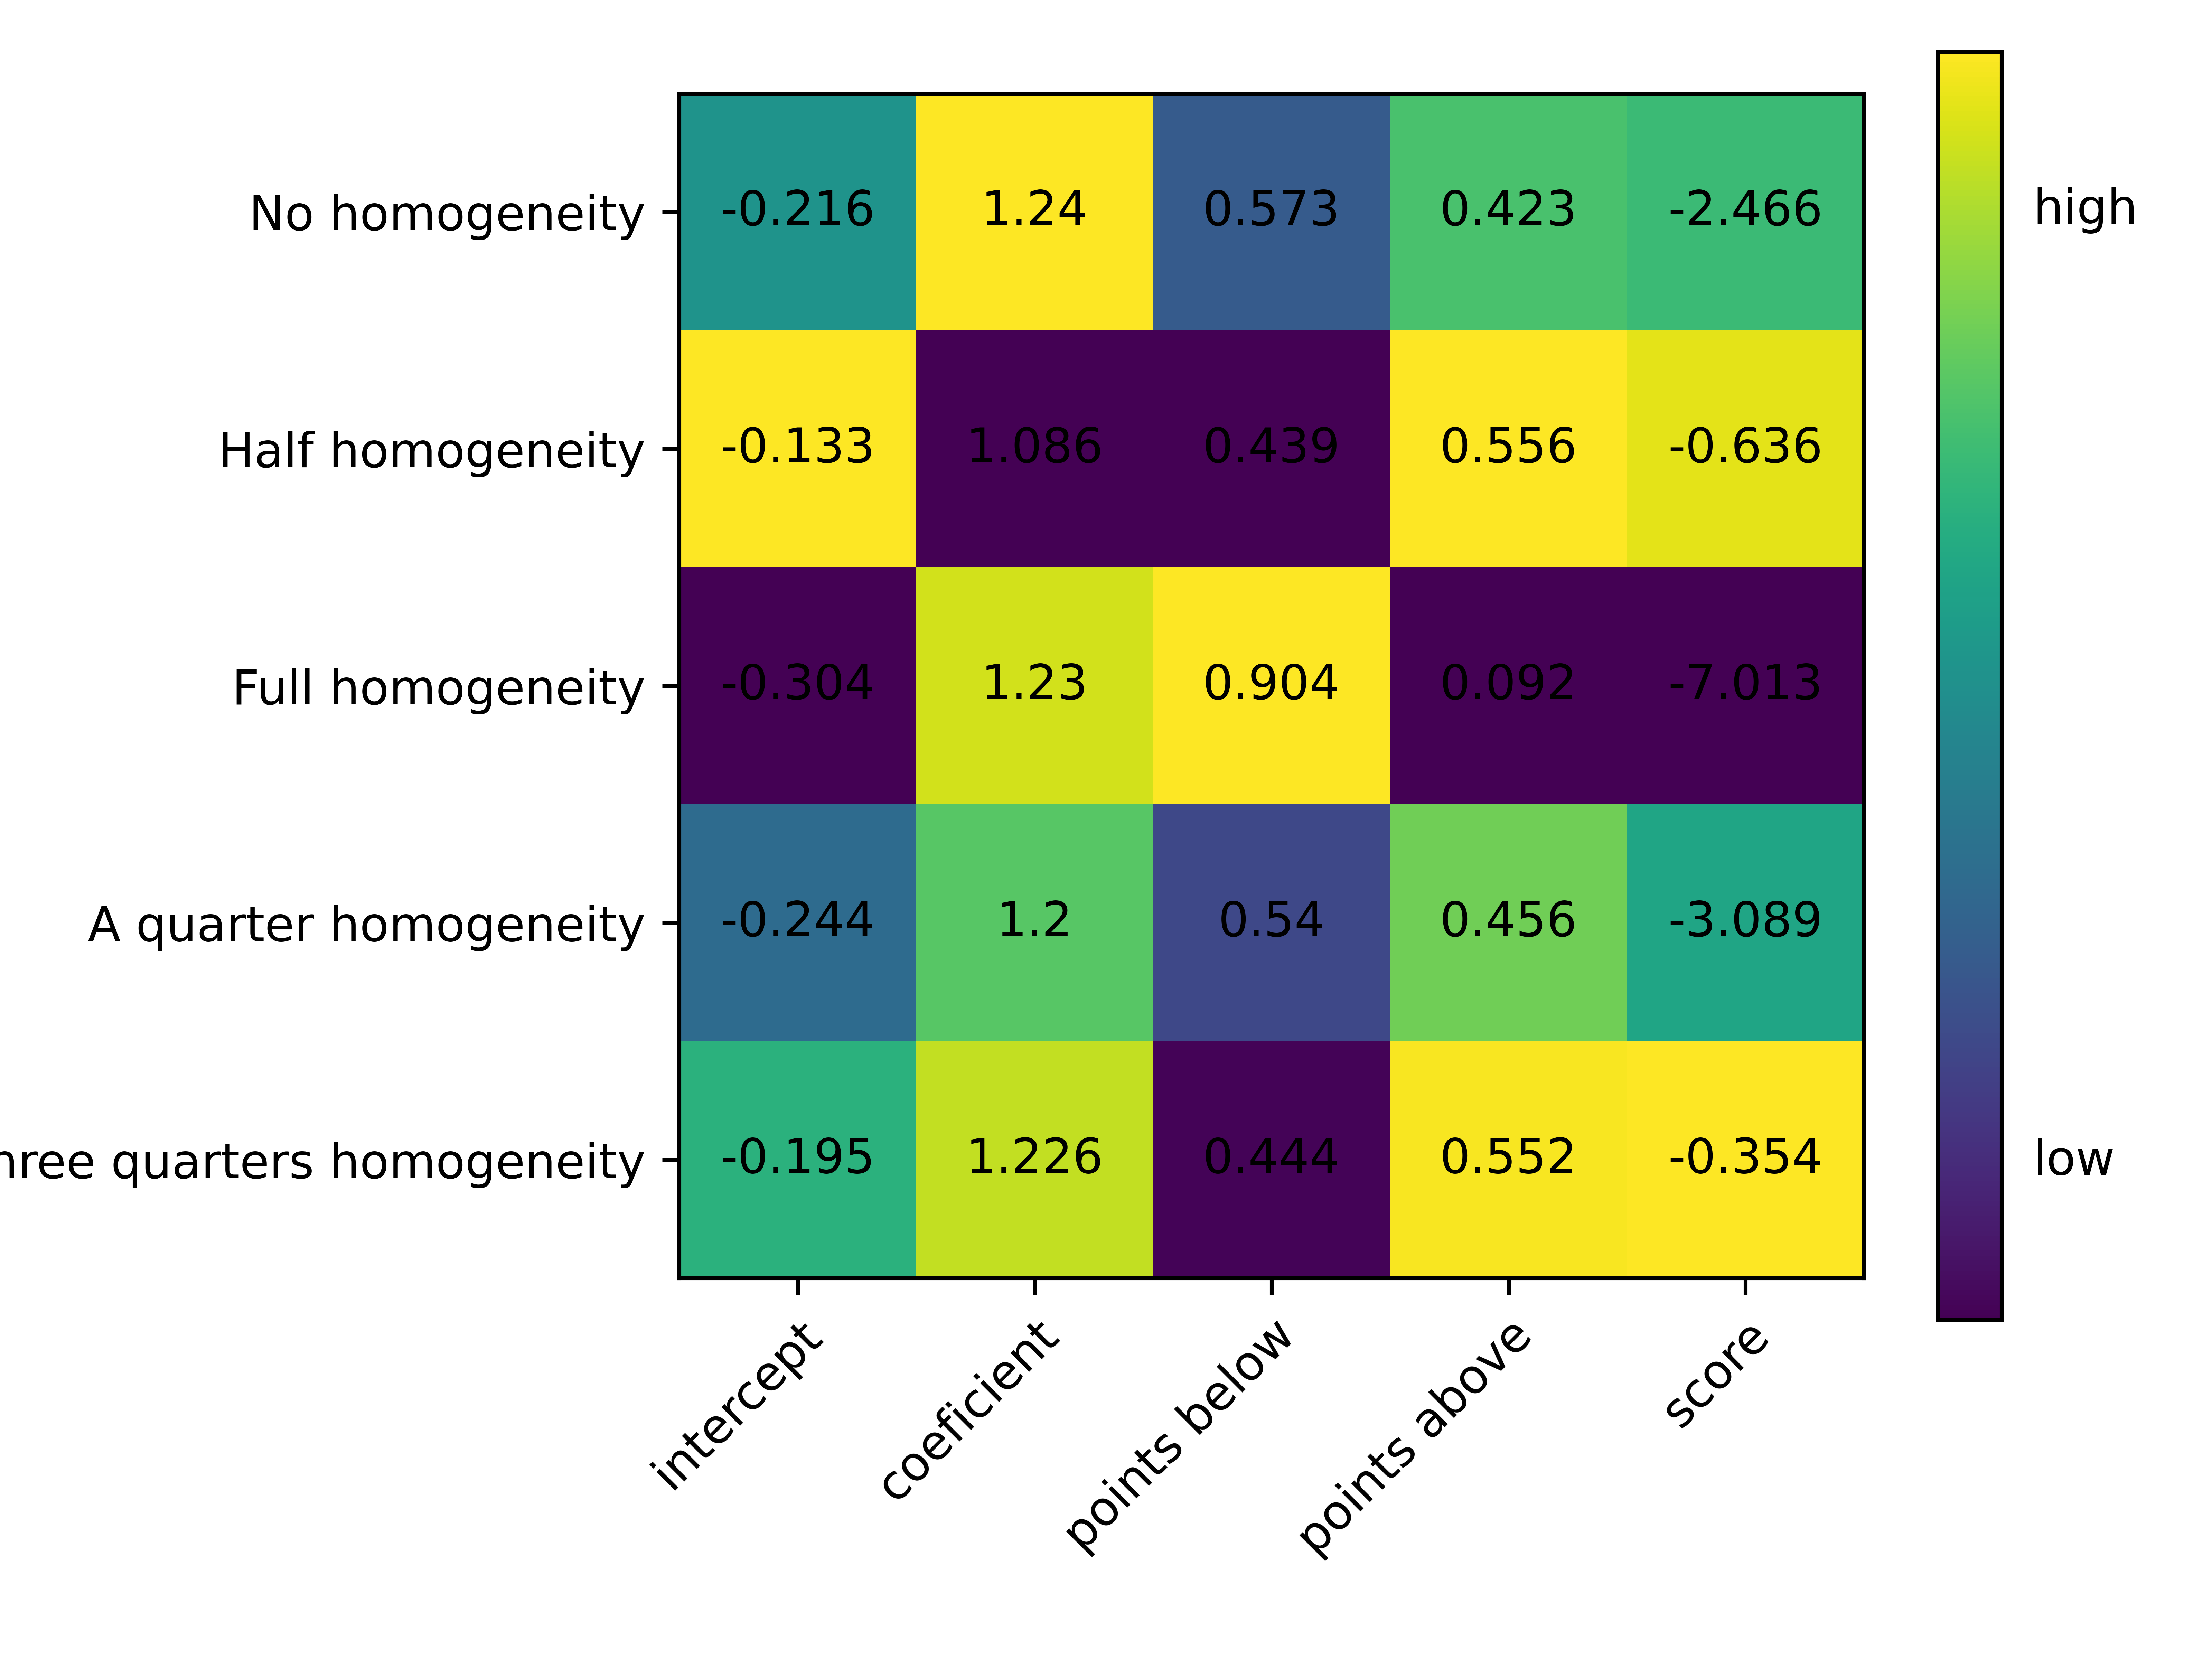 No homogeneity -0.216 1.24 0.573 0.423 -2.466 high
Half homogeneity -0.133 1.086 0.439 0.556 -0.636
Full homogeneity -0.304 1.23 0.904 0.092 -7.013
A quarter homogeneity -0.244 1.2 0.54 0.456 -3.089
quarters homogeneity -0.195 1.226 0.444 0.552 -0.354 low
intercept coeficient points below points above score